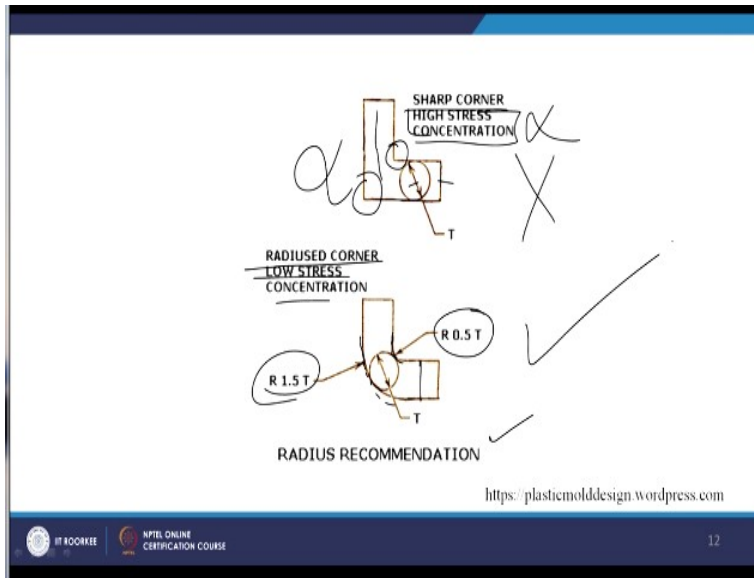 SHARP CORNER
HIGH STRESS
CONCENTRATION
α
α
X
T
RADIUSED CORNER
LOW STRESS
CONCENTRATION
R 0.5 T
R 1.5 T
T
RADIUS RECOMMENDATION
https://plasticmolddesign.wordpress.com
IIT ROORKEE
NPTEL ONLINE
CERTIFICATION COURSE
12